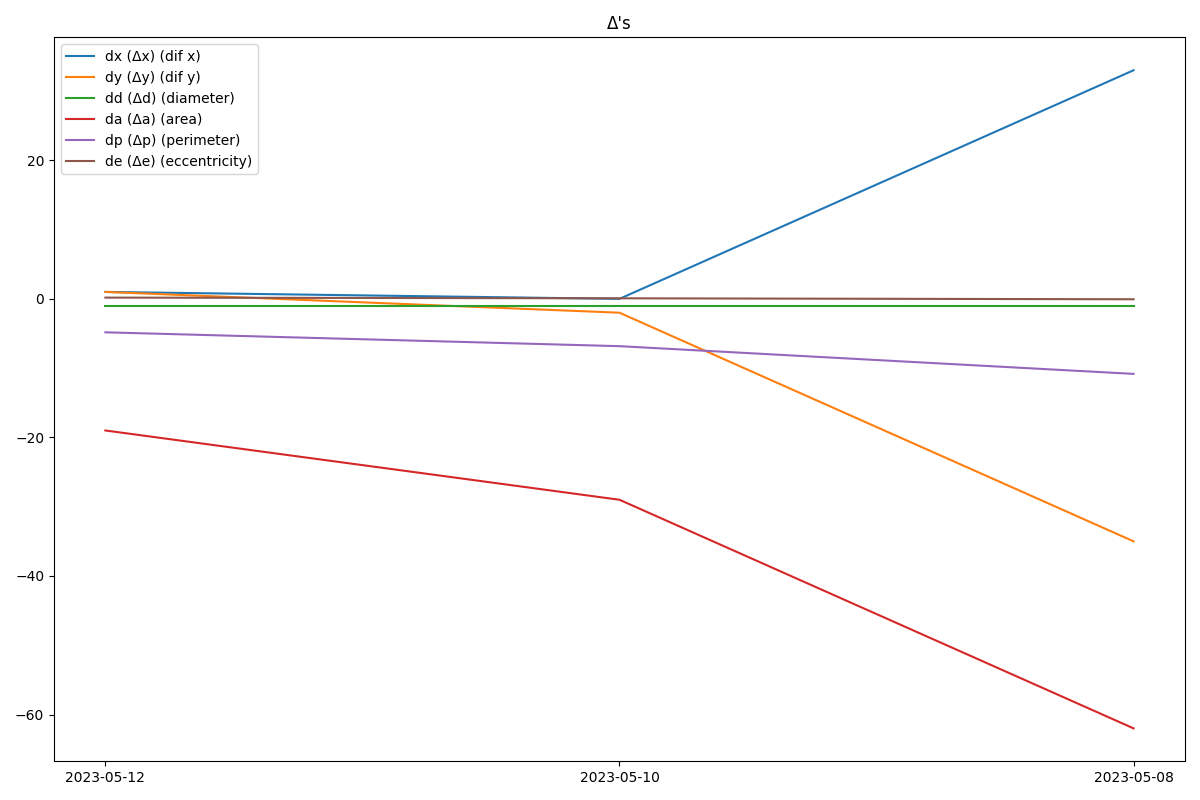 Δ's
dx (Δx) (dif x)
dy (Δy) (dif y)
dd (Δd) (diameter)
da (Δa) (area)
dp (Δp) (perimeter)
de (Δe) (eccentricity)
20
0
−20
−40
−60
2023-05-12
2023-05-10
2023-05-08